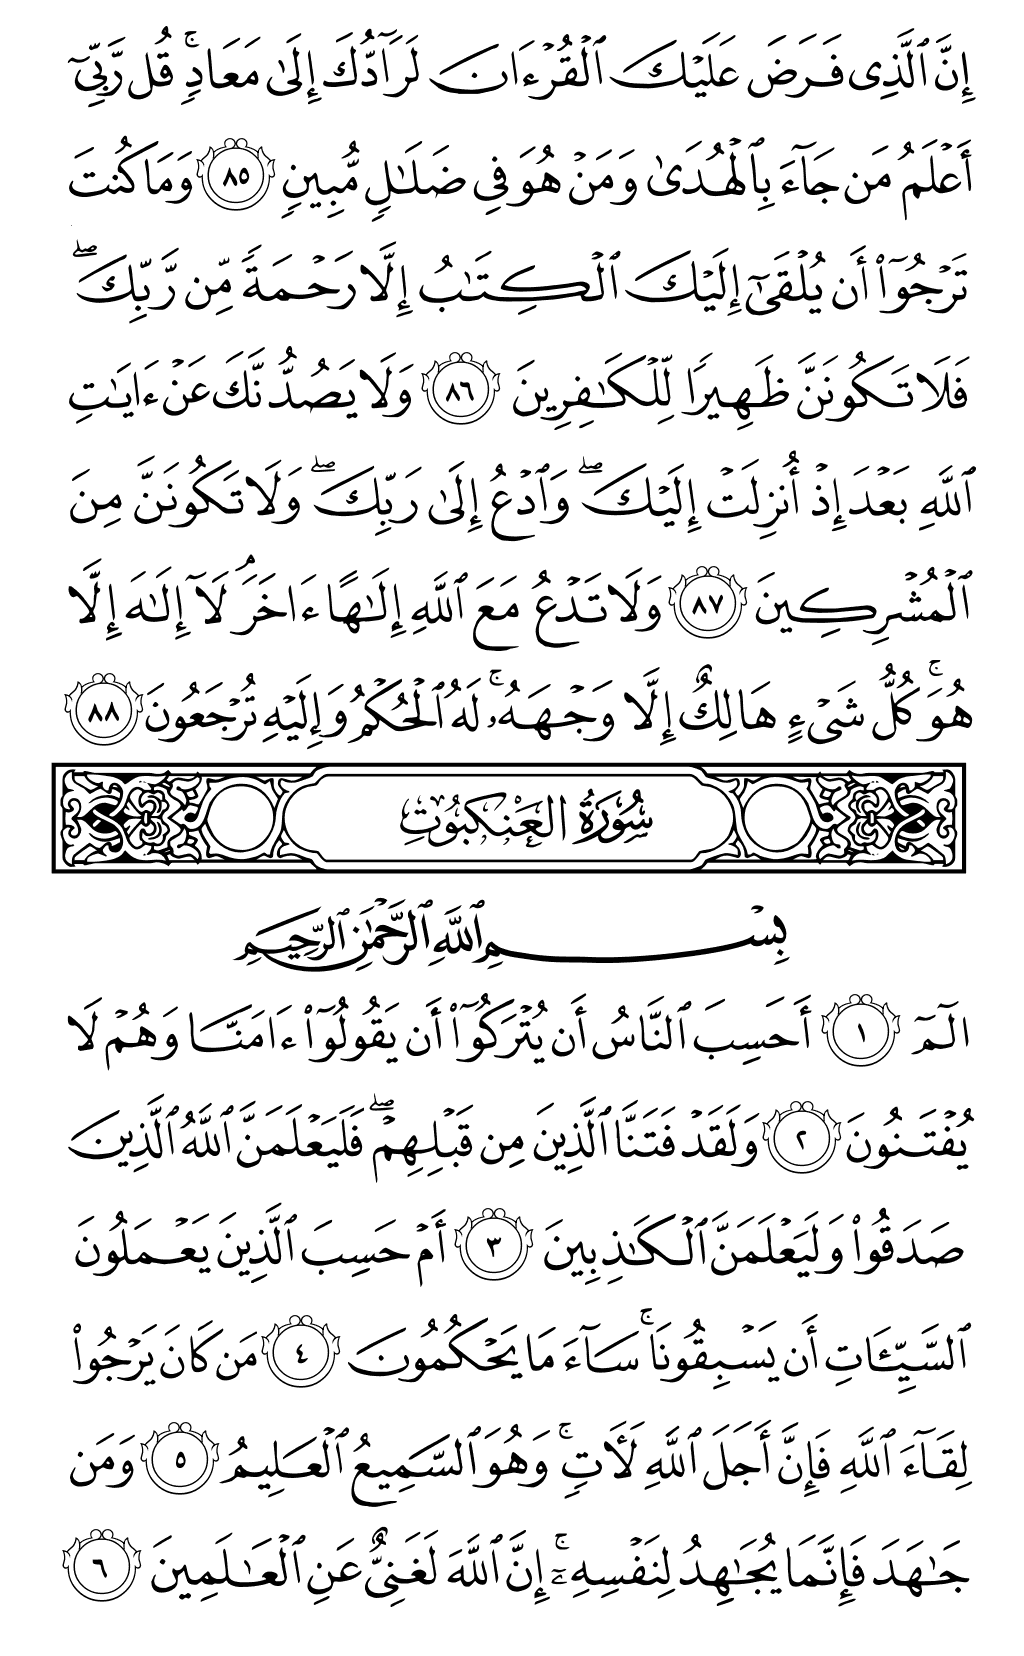 إِنَّ ٱلَّذِى فَرَضَ عَلَيْكَ ٱلْقُرْءَانَ لَرَآدُّكَ إِلَىٰ مَعَادٍ ۚ قُل رَّبِّىٓ
أَعْلَمُ مَن جَآءَ بِٱلْهُدَىٰ وَمَنْ هُوَ فِى ضَلَٰلٍ مُّبِينٍ ٨٥ وَمَا كُنتَ
تَرْجُوٓا۟ أَن يُلْقَىٰٓ إِلَيْكَ ٱلْكِتَٰبُ إِلَّا رَحْمَةً مِّن رَّبِّكَ ۖ
فَلَا تَكُونَنَّ ظَهِيرًا لِّلْكَٰفِرِينَ ٨٦ وَلَا يَصُدُّنَّكَ عَنْ ءَايَٰتِ
ٱللَّهِ بَعْدَ إِذْ أُنزِلَتْ إِلَيْكَ ۖ وَٱدْعُ إِلَىٰ رَبِّكَ ۖ وَلَا تَكُونَنَّ مِنَ
ٱلْمُشْرِكِينَ ٨٧ وَلَا تَدْعُ مَعَ ٱللَّهِ إِلَٰهًا ءَاخَرَ ۘ لَآ إِلَٰهَ إِلَّا
هُوَ ۚ كُلُّ شَىْءٍ هَالِكٌ إِلَّا وَجْهَهُۥ ۚ لَهُ ٱلْحُكْمُ وَإِلَيْهِ تُرْجَعُونَ ٨٨
سُورَةُ الْعَنْكَبُوتِ
بِسْمِ ٱللَّهِ ٱلرَّحْمَٰنِ ٱلرَّحِيمِ
الٓمٓ ١ أَحَسِبَ ٱلنَّاسُ أَن يُتْرَكُوٓا۟ أَن يَقُولُوٓا۟ ءَامَنَّا وَهُمْ لَا
يُفْتَنُونَ ٢ وَلَقَدْ فَتَنَّا ٱلَّذِينَ مِن قَبْلِهِمْ ۖ فَلَيَعْلَمَنَّ ٱللَّهُ ٱلَّذِينَ
صَدَقُوا۟ وَلَيَعْلَمَنَّ ٱلْكَٰذِبِينَ ٣ أَمْ حَسِبَ ٱلَّذِينَ يَعْمَلُونَ
ٱلسَّيِّـَٔاتِ أَن يَسْبِقُونَا ۚ سَآءَ مَا يَحْكُمُونَ ٤ مَن كَانَ يَرْجُوا۟
لِقَآءَ ٱللَّهِ فَإِنَّ أَجَلَ ٱللَّهِ لَـَٔاتٍ ۚ وَهُوَ ٱلسَّمِيعُ ٱلْعَلِيمُ ٥ وَمَن
جَٰهَدَ فَإِنَّمَا يُجَٰهِدُ لِنَفْسِهِۦٓ ۚ إِنَّ ٱللَّهَ لَغَنِىٌّ عَنِ ٱلْعَٰلَمِينَ ٦